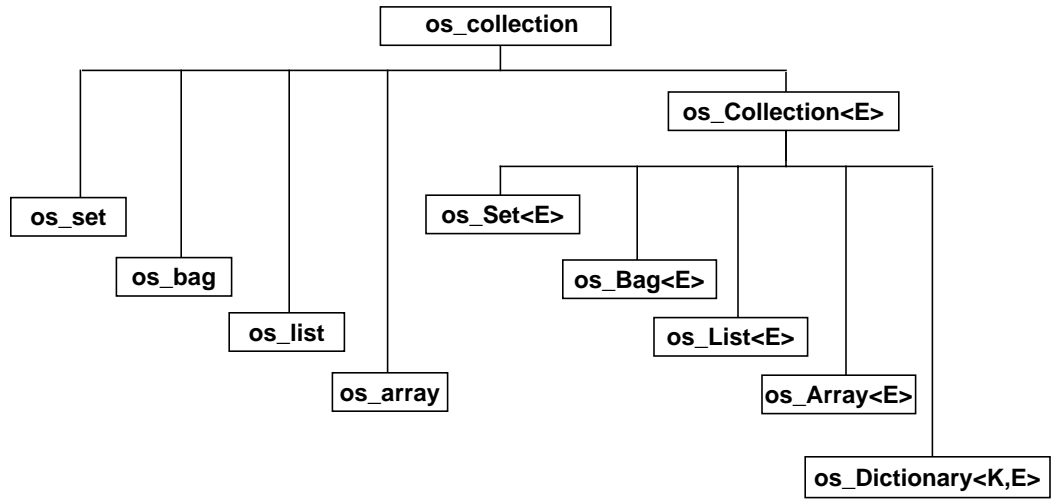 os_collection
os_Collection<E>
os_set
os_Set<E>
os_bag
os_Bag<E>
os_list
os_List<E>
os_array
os_Array<E>
os_Dictionary<K,E>